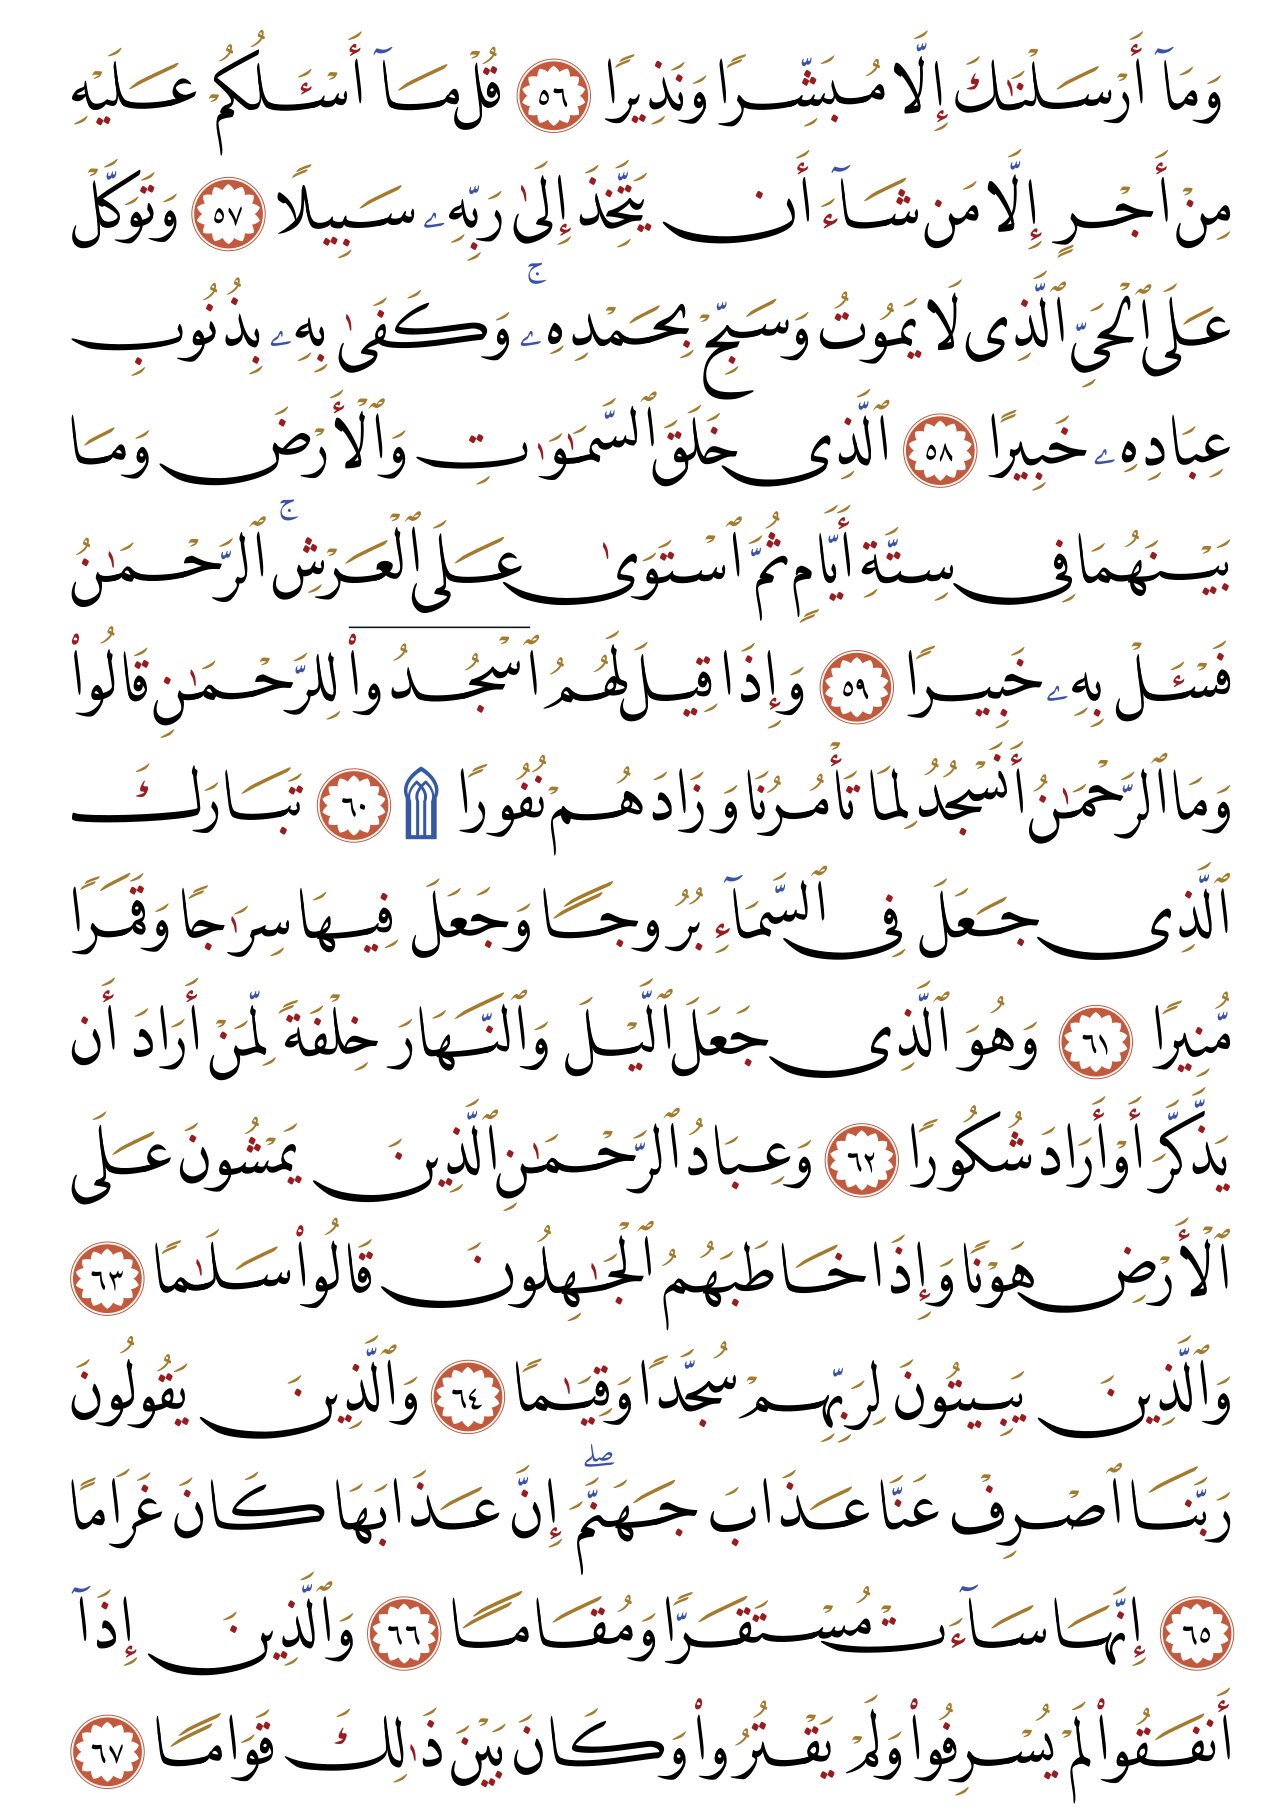 وَمَآ أَرْسَلْنَٰكَ إِلَّا مُبَشِّرًا وَنَذِيرًا ٥٦ قُلْ مَآ أَسْـَٔلُكُمْ عَلَيْهِ
مِنْ أَجْرٍ إِلَّا مَن شَآءَ أَن يَتَّخِذَ إِلَىٰ رَبِّهِۦ سَبِيلًا ٥٧ وَتَوَكَّلْ
عَلَى ٱلْحَىِّ ٱلَّذِى لَا يَمُوتُ وَسَبِّحْ بِحَمْدِهِۦ ۚ وَكَفَىٰ بِهِۦ بِذُنُوبِ
عِبَادِهِۦ خَبِيرًا ٥٨ ٱلَّذِى خَلَقَ ٱلسَّمَٰوَٰتِ وَٱلْأَرْضَ وَمَا
بَيْنَهُمَا فِى سِتَّةِ أَيَّامٍ ثُمَّ ٱسْتَوَىٰ عَلَى ٱلْعَرْشِ ۚ ٱلرَّحْمَٰنُ
فَسْـَٔلْ بِهِۦ خَبِيرًا ٥٩ وَإِذَا قِيلَ لَهُمُ ٱسْجُدُوا۟ لِلرَّحْمَٰنِ قَالُوا۟
وَمَا ٱلرَّحْمَٰنُ أَنَسْجُدُ لِمَا تَأْمُرُنَا وَزَادَهُمْ نُفُورًا ۩ ٦٠ تَبَارَكَ
ٱلَّذِى جَعَلَ فِى ٱلسَّمَآءِ بُرُوجًا وَجَعَلَ فِيهَا سِرَٰجًا وَقَمَرًا
مُّنِيرًا ٦١ وَهُوَ ٱلَّذِى جَعَلَ ٱلَّيْلَ وَٱلنَّهَارَ خِلْفَةً لِّمَنْ أَرَادَ أَن
يَذَّكَّرَ أَوْ أَرَادَ شُكُورًا ٦٢ وَعِبَادُ ٱلرَّحْمَٰنِ ٱلَّذِينَ يَمْشُونَ عَلَى
ٱلْأَرْضِ هَوْنًا وَإِذَا خَاطَبَهُمُ ٱلْجَٰهِلُونَ قَالُوا۟ سَلَٰمًا ٦٣
وَٱلَّذِينَ يَبِيتُونَ لِرَبِّهِمْ سُجَّدًا وَقِيَٰمًا ٦٤ وَٱلَّذِينَ يَقُولُونَ
رَبَّنَا ٱصْرِفْ عَنَّا عَذَابَ جَهَنَّمَ ۖ إِنَّ عَذَابَهَا كَانَ غَرَامًا
٦٥ إِنَّهَا سَآءَتْ مُسْتَقَرًّا وَمُقَامًا ٦٦ وَٱلَّذِينَ إِذَآ
أَنفَقُوا۟ لَمْ يُسْرِفُوا۟ وَلَمْ يَقْتُرُوا۟ وَكَانَ بَيْنَ ذَٰلِكَ قَوَامًا ٦٧